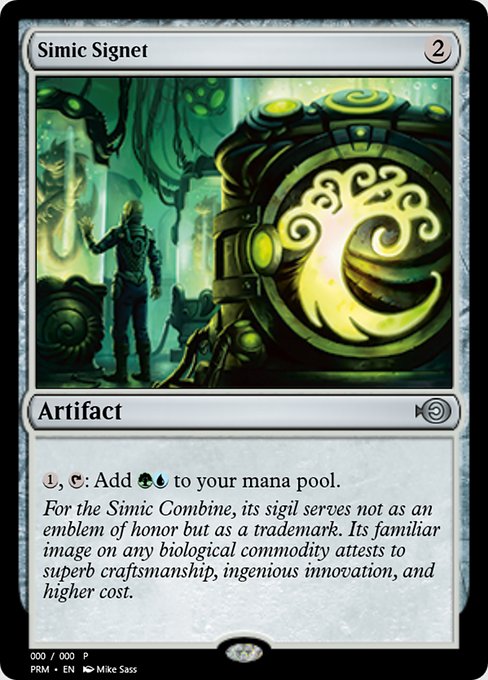 Simic Signet 2
Artifact
1, T: Add GU to your mana pool.
For the Simic Combine, its sigil serves not as an
emblem of honor but as a trademark. Its familiar
image on any biological commodity attests to
superb craftsmanship, ingenious innovation, and
higher cost.
000 / 000 P
PRM • EN Mike Sass